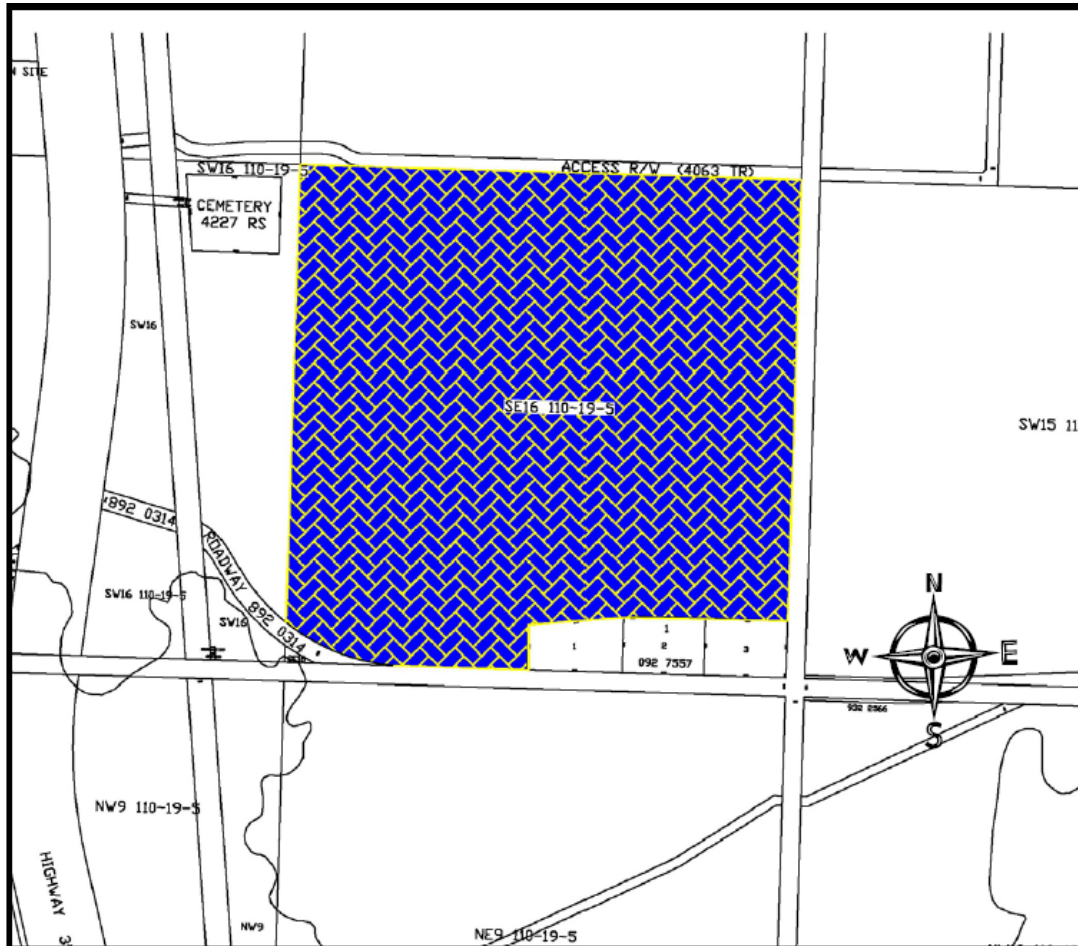 N SITE
SW16 110-19-5
ACCESS R/W (4063 TR)
CEMETERY
4227 RS
SW16
SE16 110-19-5
SW15 11
892 0314
ROADWAY 892 0314
SW16 110-19-5
SW16
1
1
2
3
092 7557
N
W
E
S
932 2566
NW9 110-19-5
HIGHWAY
NW9
NE9 110-19-5